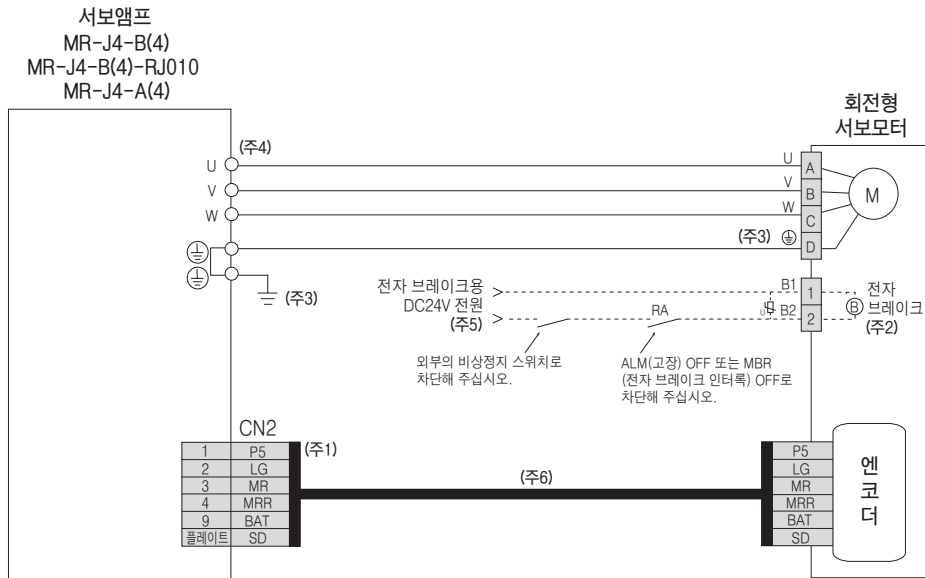 서보앰프
MR-J4-B(4)
MR-J4-B(4)-RJ010
MR-J4-A(4)
회전형
서보모터
(주4)
U
U
A
V
V
B
M
W
W
C
(주3)
D
(주3)
전자 브레이크용
DC24V 전원
(주5)
B1
1
RA
B2
2
B
전자
브레이크
(주2)
외부의 비상정지 스위치로
차단해 주십시오.
ALM(고장) OFF 또는 MBR
(전자 브레이크 인터록) OFF로
차단해 주십시오.
CN2
(주1)
1 P5
2 LG
3 MR
4 MRR
9 BAT
플레이트 SD
(주6)
P5
LG
MR
MRR
BAT
SD
엔
코
더